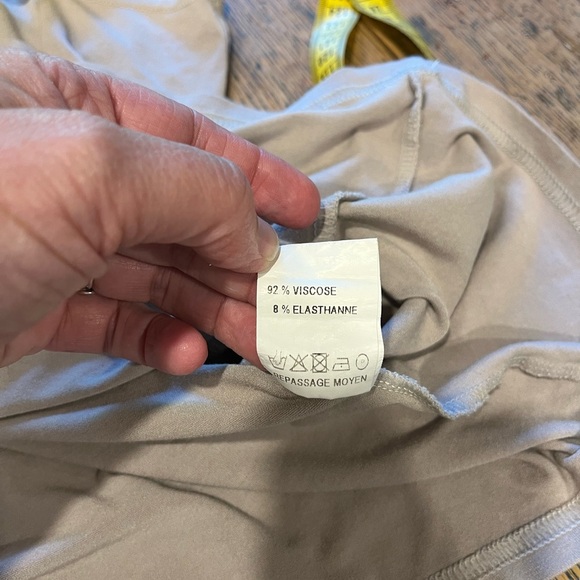 92 % VISCOSE
8 % ELASTHANNE
REPASSAGE MOYEN